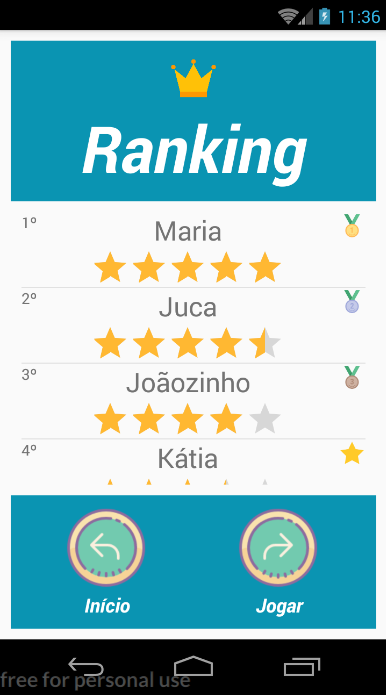 11:36
Ranking
1º
Maria
2º
Juca
3º
Joãozinho
4º
Kátia
Início
Jogar
free for personal use